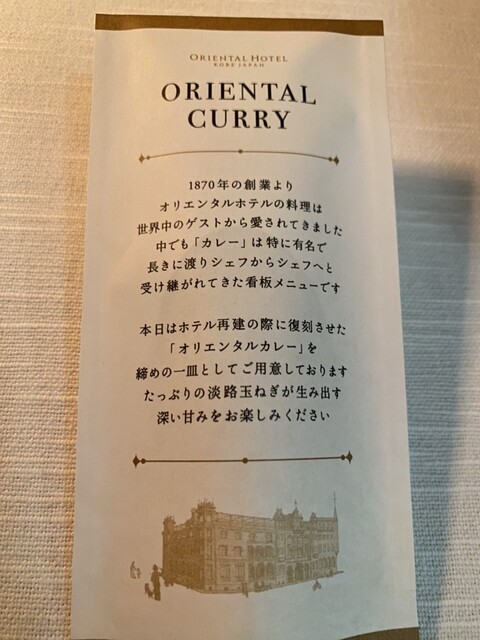 ORIENTAL HOTEL
KOBE JAPAN
ORIENTAL
CURRY
1870年の創業より
オリエンタルホテルの料理は
世界中のゲストから愛されてきました
中でも「カレー」は特に有名で
長きに渡りシェフからシェフへと
受け継がれてきた看板メニューです
本日はホテル再建の際に復刻させた
「オリエンタルカレー」を
締めの一皿としてご用意しております
たっぷりの淡路玉ねぎが生み出す
深い甘みをお楽しみください